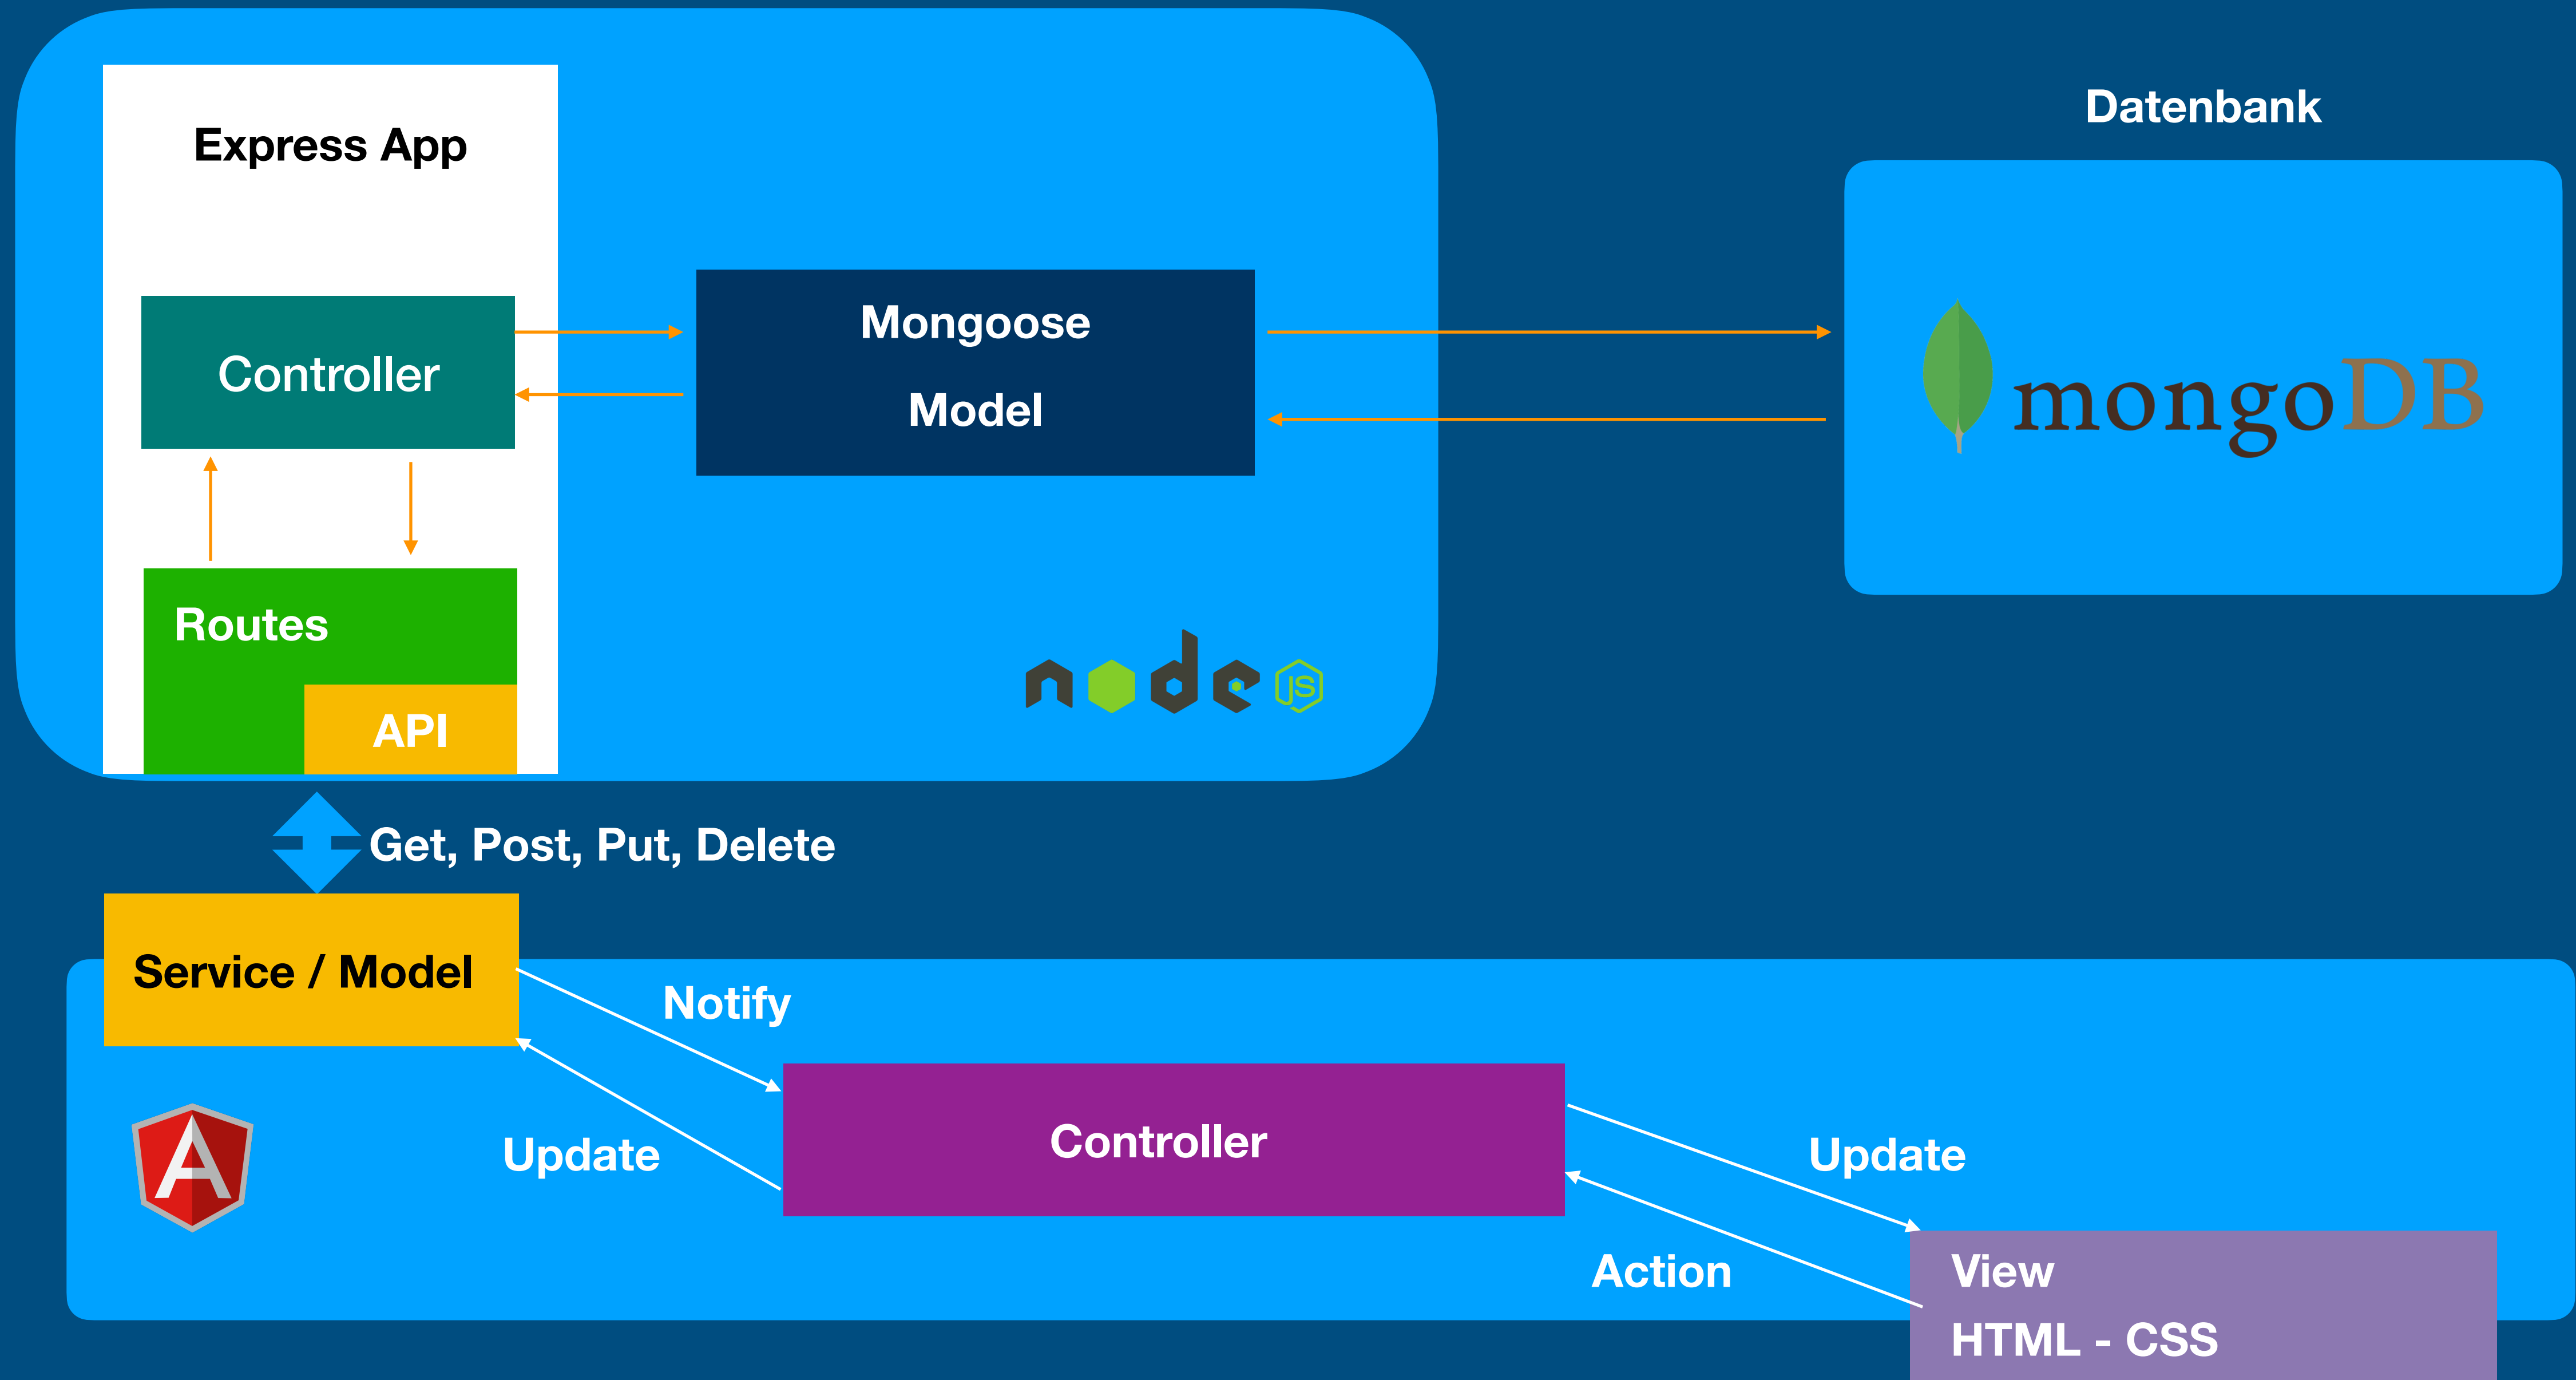 Express App
Datenbank
Controller
Mongoose
Model
mongoDB
Routes
API
node
JS
Get, Post, Put, Delete
Service / Model
Notify
A
Controller
Update
Update
Action
View
HTML - CSS